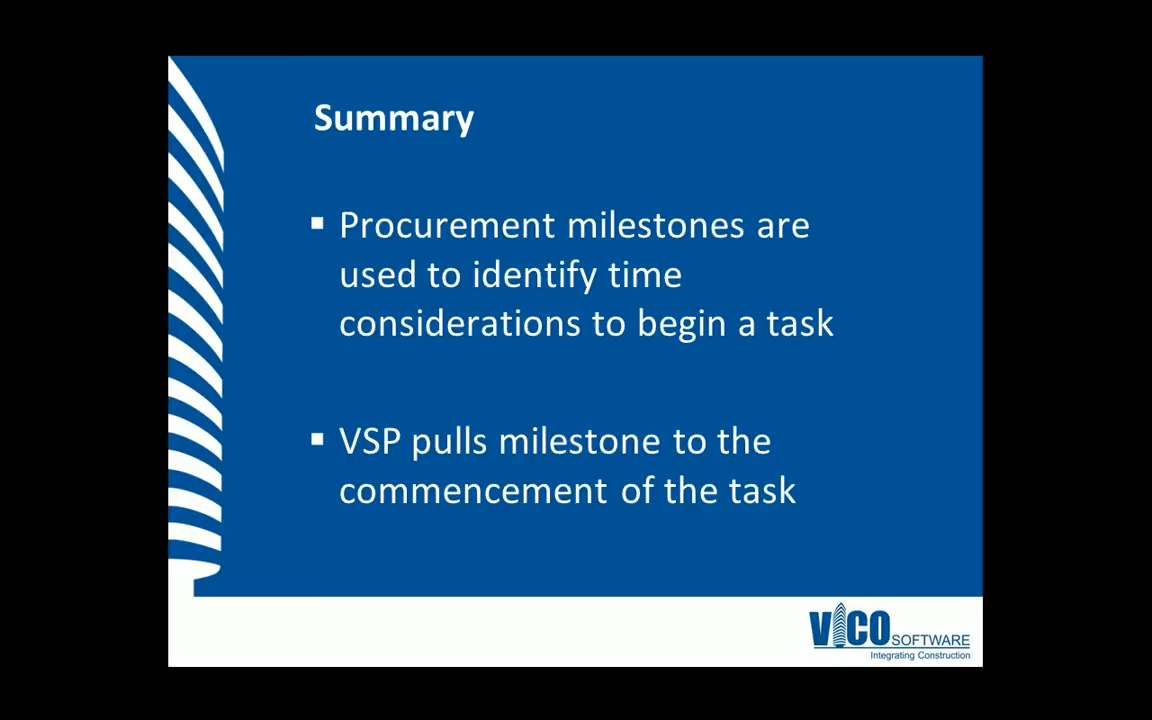 Summary
▪ Procurement milestones are
used to identify time
considerations to begin a task
▪ VSP pulls milestone to the
commencement of the task
VICO SOFTWARE
Integrating Construction